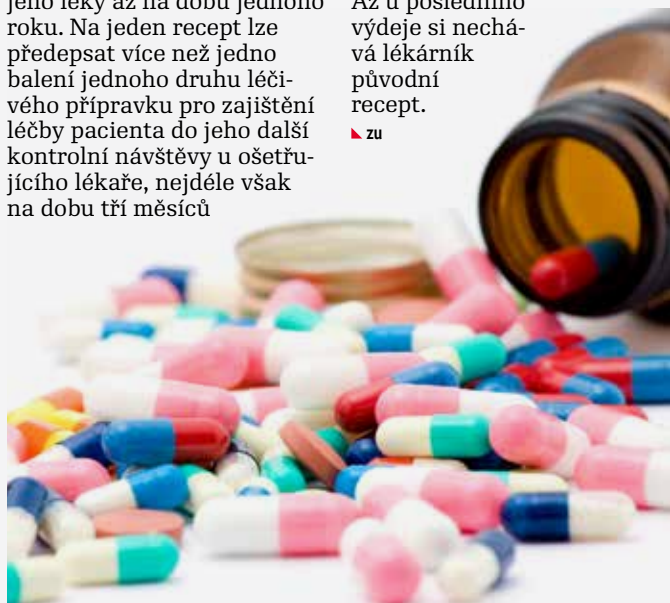 jeho léky až na dobu jednoho
roku. Na jeden recept lze
předepsat více než jedno
balení jednoho druhu léči-
vého přípravku pro zajištění
léčby pacienta do jeho další
kontrolní návštěvy u ošetřu-
jícího lékaře, nejdéle však
na dobu tří měsíců
Až u posledního
výdeje si nechá-
vá lékárník
původní
recept.
zu